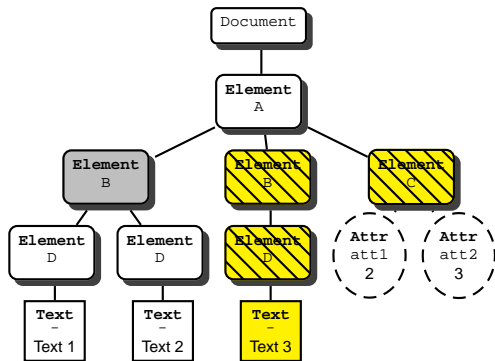 Document
Element
A
Element
B
Element
B
Element
C
Element
D
Element
D
Element
D
Attr
att1
2
Attr
att2
3
Text
-
Text 1
Text
-
Text 2
Text
-
Text 3